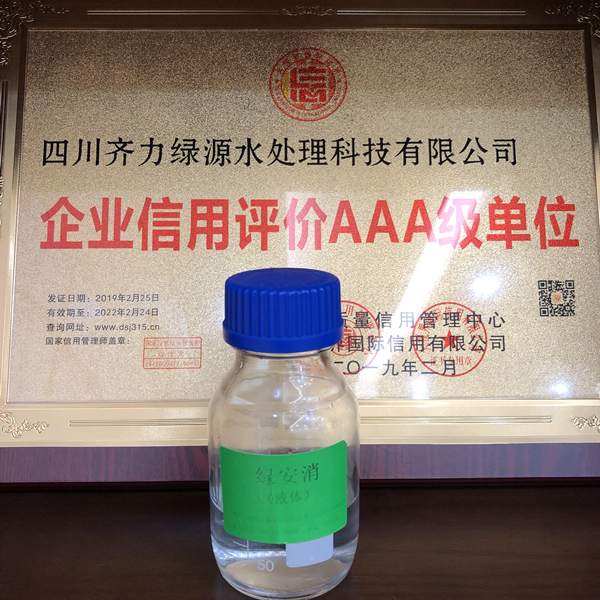 四川齐力绿源水处理科技有限公司
企业信用评价AAA级单位
发证日期：2019年2月25日
有效期至：2022年2月24日
查询网址：www.dsj315.cn
国家信用管理师盖章：
质量信用管理中心
国际信用有限公司
二〇一九年二月
绿安消
（液体）
50